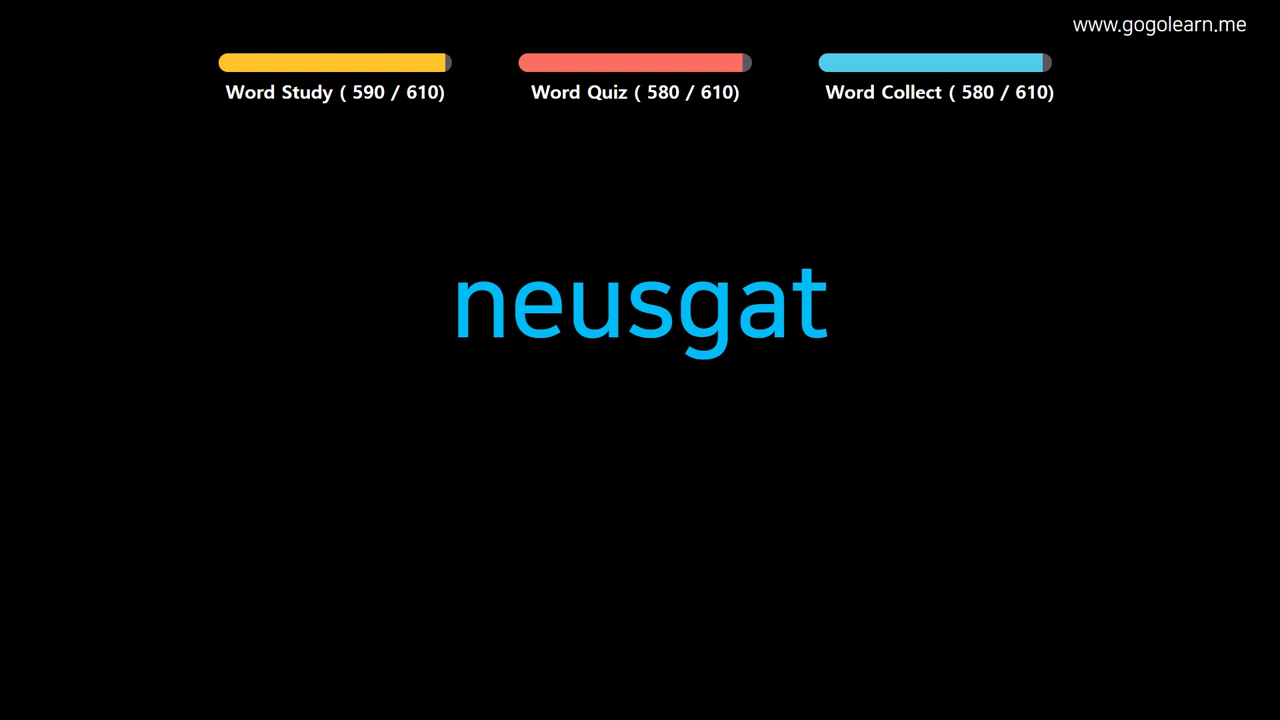 www.gogolearn.me
Word Study ( 590 / 610)
Word Quiz ( 580 / 610)
Word Collect ( 580 / 610)
neusgat